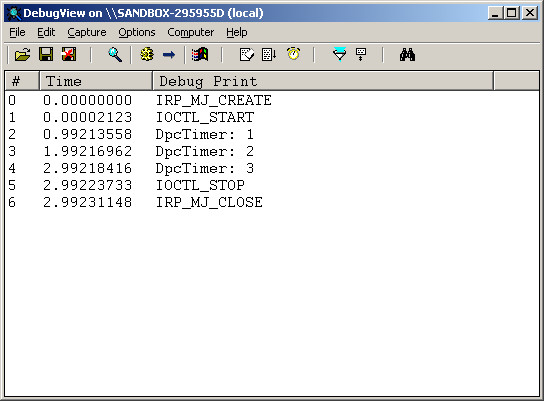 DebugView on \\SANDBOX-295955D (local)
File Edit Capture Options Computer Help
# Time Debug Print
0 0.00000000 IRP_MJ_CREATE
1 0.00002123 IOCTL_START
2 0.99213558 DpcTimer: 1
3 1.99216962 DpcTimer: 2
4 2.99218416 DpcTimer: 3
5 2.99223733 IOCTL_STOP
6 2.99231148 IRP_MJ_CLOSE